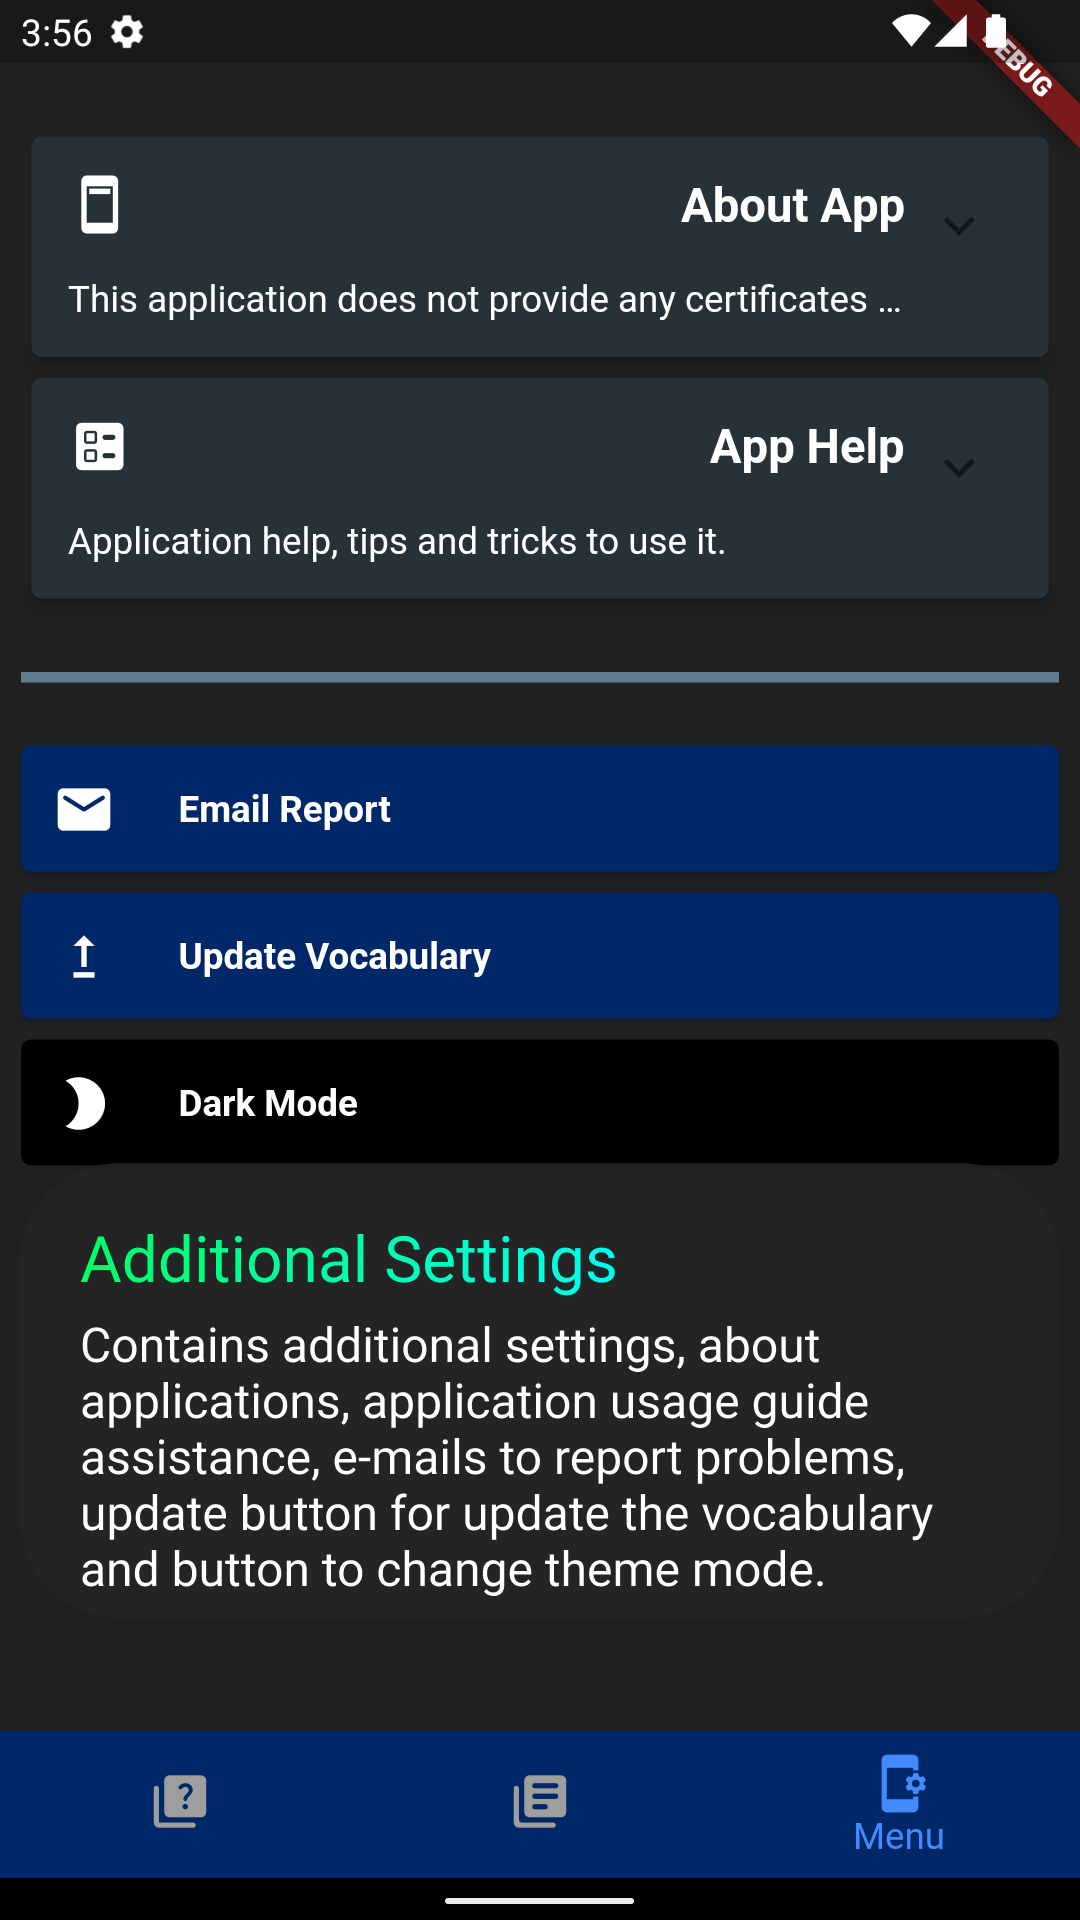 3:56
DEBUG
About App
This application does not provide any certificates ...
App Help
Application help, tips and tricks to use it.
Email Report
Update Vocabulary
Dark Mode
Additional Settings
Contains additional settings, about
applications, application usage guide
assistance, e-mails to report problems,
update button for update the vocabulary
and button to change theme mode.
?
Menu